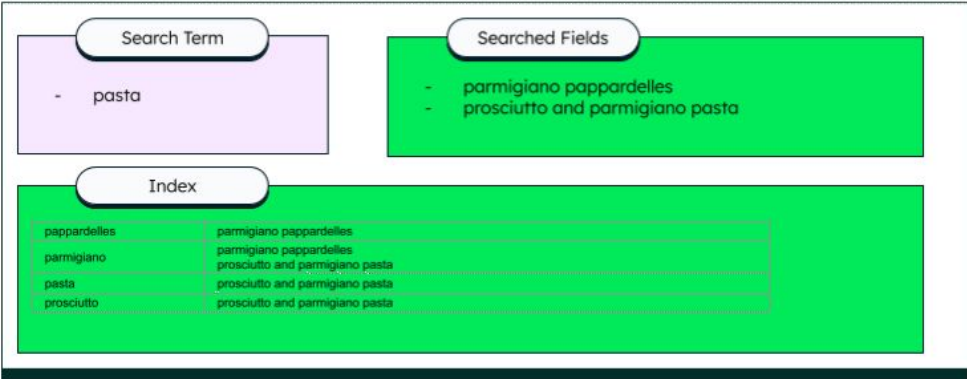 Search Term
- pasta
Searched Fields
- parmigiano pappardelles
- prosciutto and parmigiano pasta
Index
pappardelles parmigiano pappardelles
parmigiano parmigiano pappardelles
prosciutto and parmigiano pasta
pasta prosciutto and parmigiano pasta
prosciutto prosciutto and parmigiano pasta